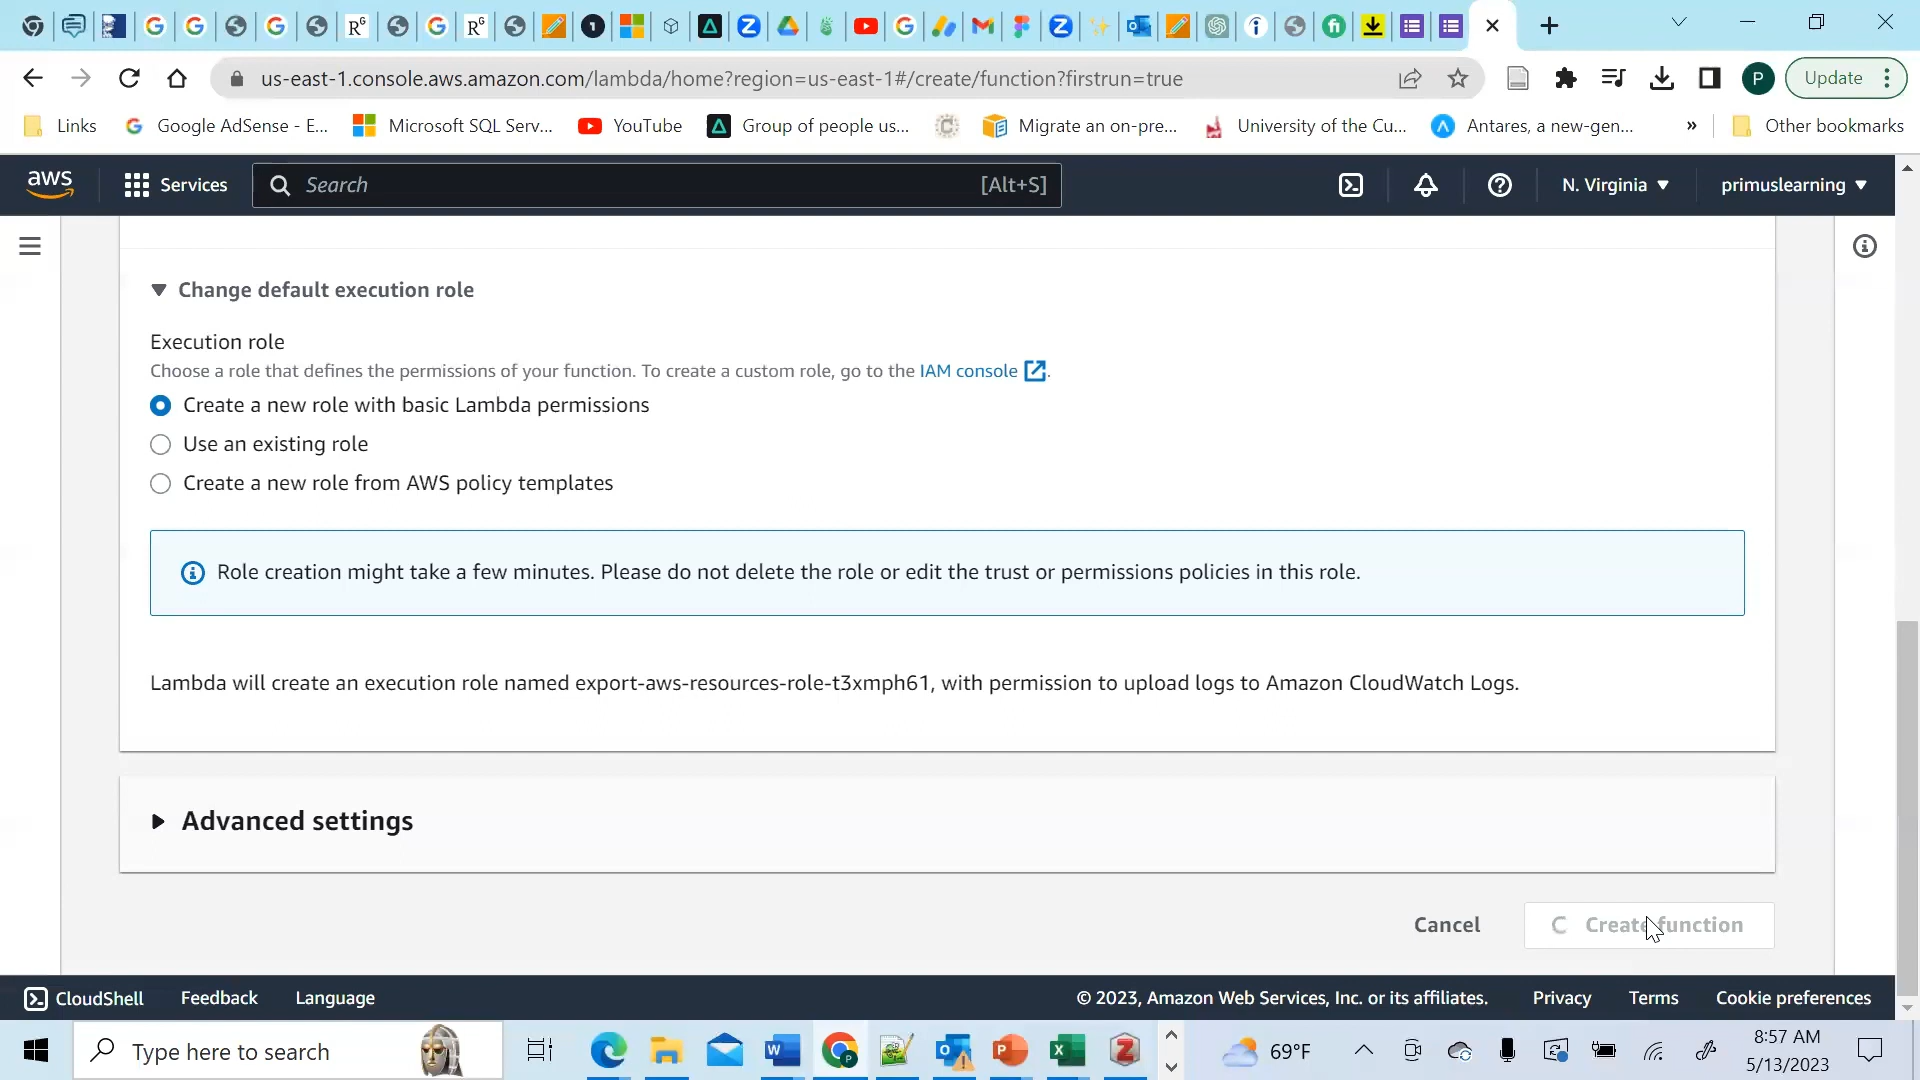 us-east-1.console.aws.amazon.com/lambda/home?region=us-east-1#/create/function?firstrun=true
P
Update
Links
Google AdSense - E...
Microsoft SQL Serv...
YouTube
Group of people us...
Migrate an on-pre...
University of the Cu...
Antares, a new-gen...
»
Other bookmarks
aws
Services
Search
[Alt+S]
N. Virginia
primuslearning
Change default execution role
Execution role
Choose a role that defines the permissions of your function. To create a custom role, go to the IAM console.
Create a new role with basic Lambda permissions
Use an existing role
Create a new role from AWS policy templates
Role creation might take a few minutes. Please do not delete the role or edit the trust or permissions policies in this role.
Lambda will create an execution role named export-aws-resources-role-t3xmph61, with permission to upload logs to Amazon CloudWatch Logs.
Advanced settings
Cancel
Create function
CloudShell
Feedback
Language
© 2023, Amazon Web Services, Inc. or its affiliates.
Privacy
Terms
Cookie preferences
Type here to search
69°F
8:57 AM
5/13/2023